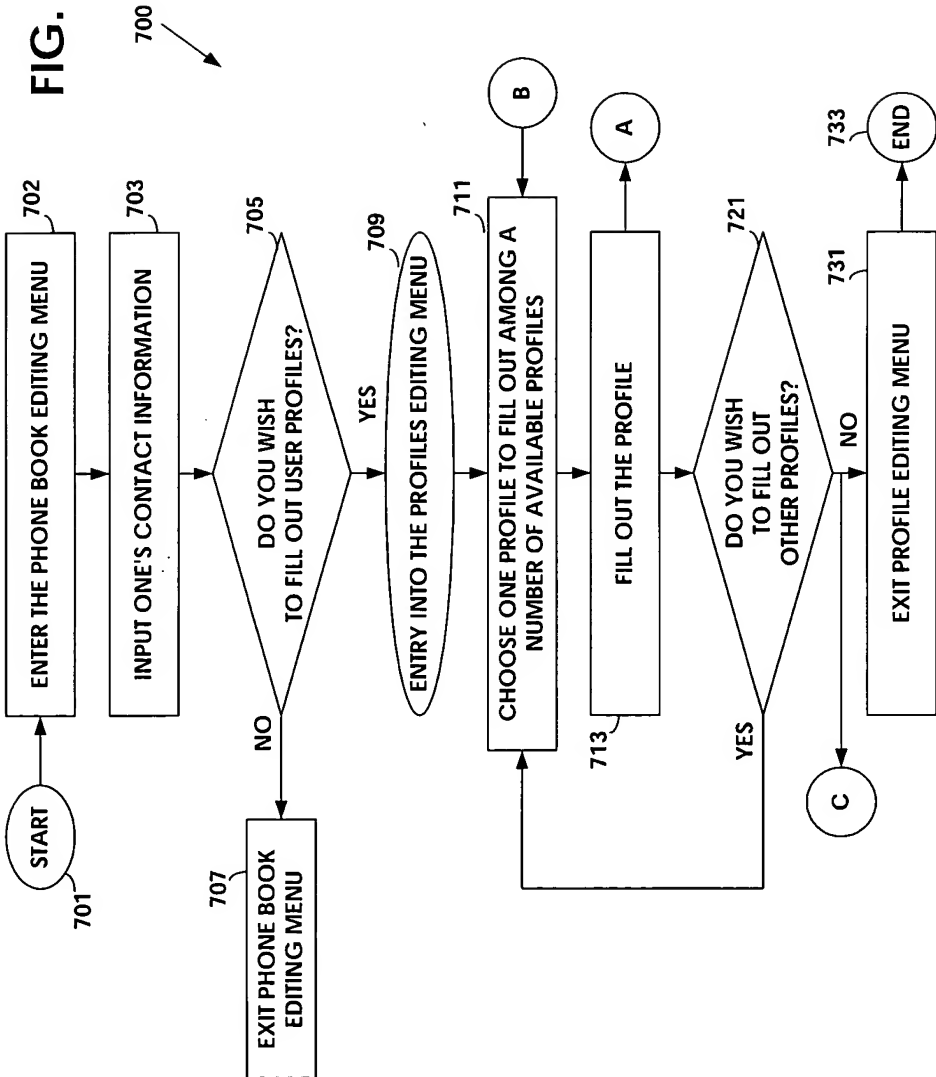 FIG.
700
START
701
ENTER THE PHONE BOOK EDITING MENU
702
INPUT ONE'S CONTACT INFORMATION
703
DO YOU WISH
TO FILL OUT USER PROFILES?
705
NO
YES
EXIT PHONE BOOK
EDITING MENU
707
ENTRY INTO THE PROFILES EDITING MENU
709
CHOOSE ONE PROFILE TO FILL OUT AMONG A
NUMBER OF AVAILABLE PROFILES
711
B
FILL OUT THE PROFILE
713
A
DO YOU WISH
TO FILL OUT
OTHER PROFILES?
721
YES
NO
C
EXIT PROFILE EDITING MENU
731
END
733